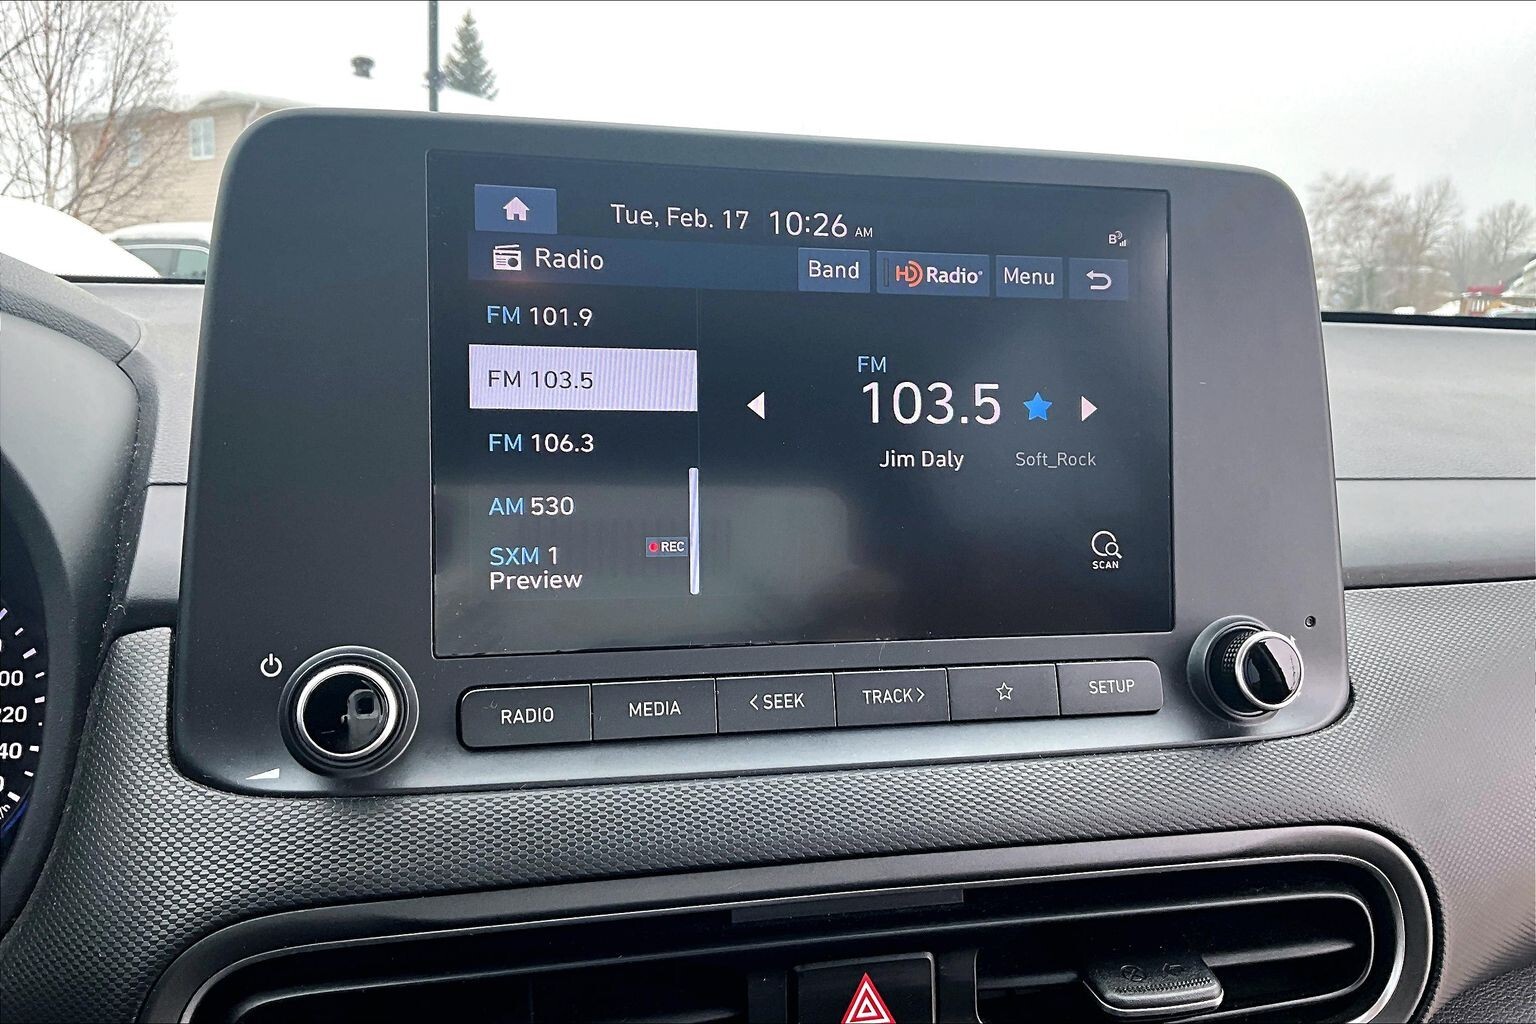 Tue, Feb. 17 10:26 AM
B
Radio Band HD Radio Menu
FM 101.9
FM 103.5
FM 106.3
AM 530
SXM 1 REC
Preview
FM
103.5
Jim Daly Soft_Rock
SCAN
RADIO MEDIA <SEEK TRACK> SETUP